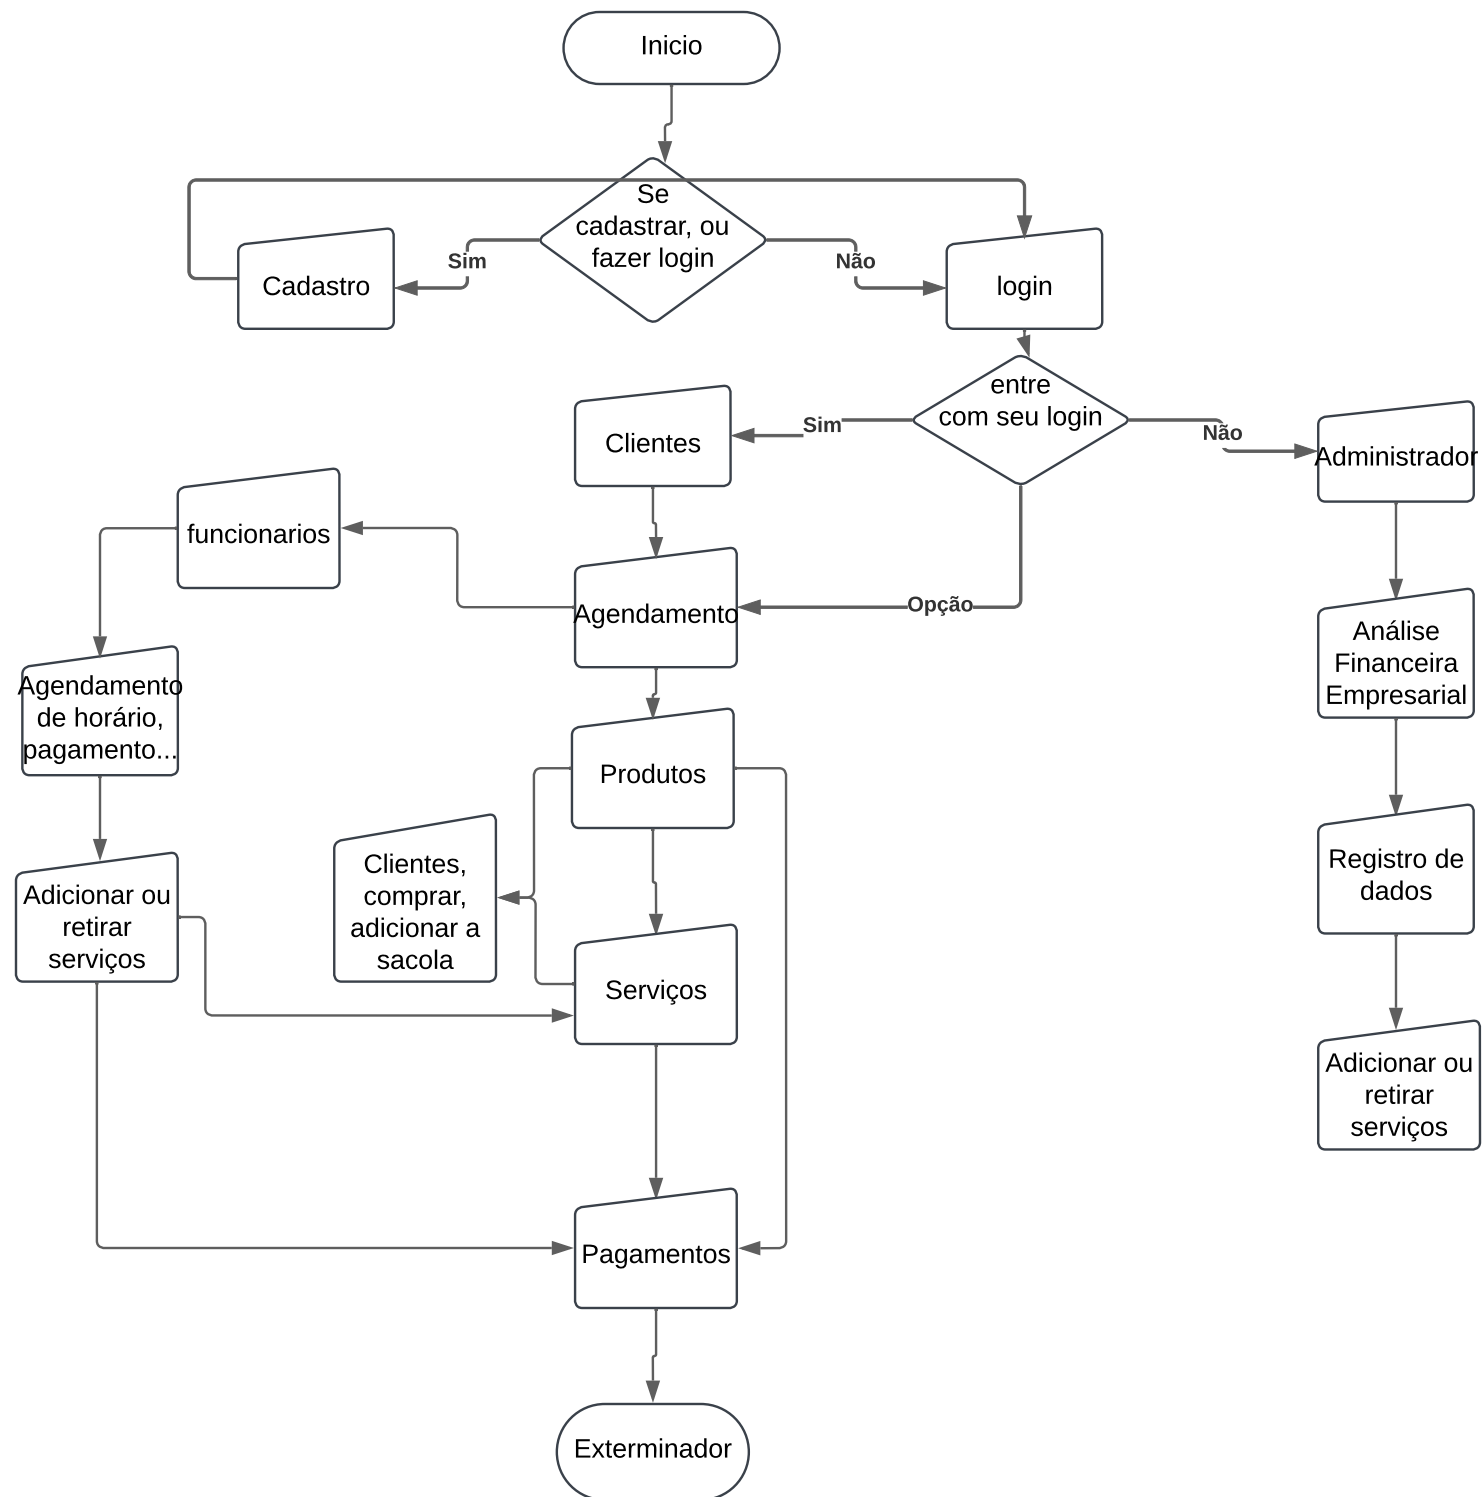 Inicio
Se
cadastrar, ou
fazer login
Sim
Não
Cadastro
login
entre
com seu login
Sim
Não
Clientes
Administrador
funcionarios
Opção
Agendamento
Análise
Financeira
Empresarial
Agendamento
de horário,
pagamento...
Produtos
Clientes,
comprar,
adicionar a
sacola
Registro de
dados
Adicionar ou
retirar
serviços
Serviços
Adicionar ou
retirar
serviços
Pagamentos
Exterminador